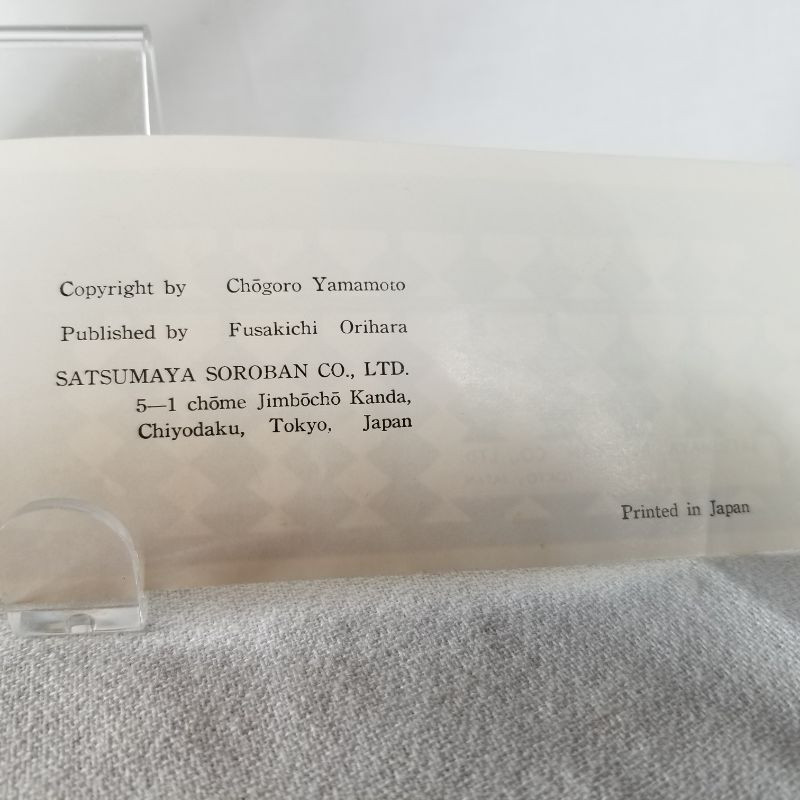 Copyright by Chōgoro Yamamoto
Published by Fusakichi Orihara
SATSUMAYA SOROBAN CO., LTD.
5—1 chōme Jimbōchō Kanda,
Chiyodaku, Tokyo, Japan
Printed in Japan